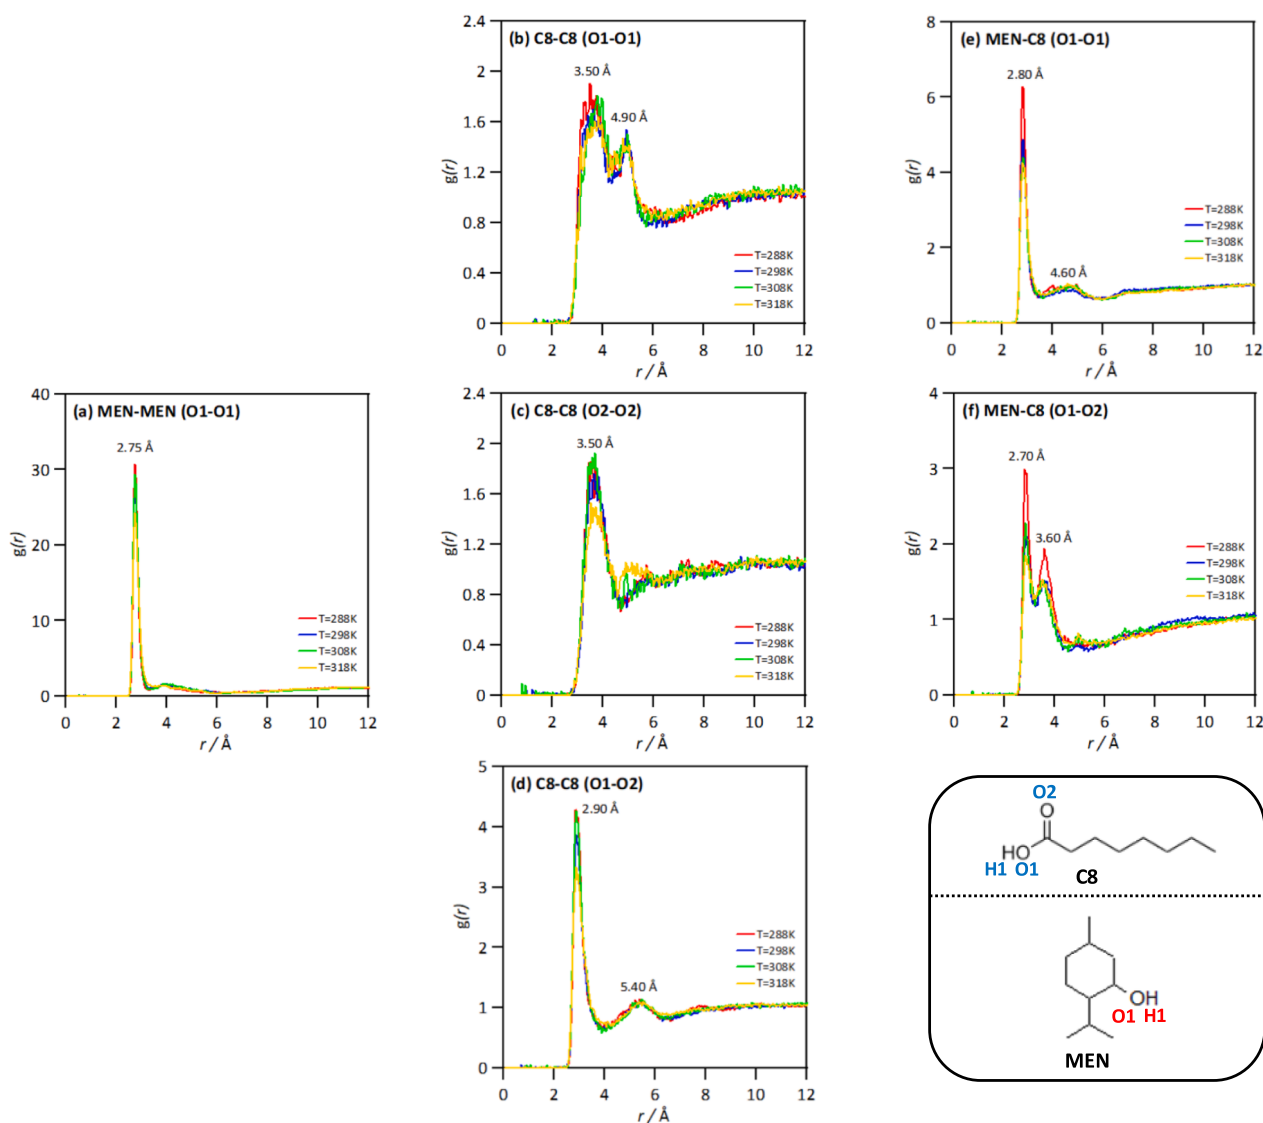 (b) C8-C8 (O1-O1)
3.50 Å
4.90 Å
g(r)
2.4
2
1.6
1.2
0.8
0.4
0
T=288K
T=298K
T=308K
T=318K
0 2 4 6 8 10 12
r / Å
(e) MEN-C8 (O1-O1)
2.80 Å
4.60 Å
g(r)
8
6
4
2
0
T=288K
T=298K
T=308K
T=318K
0 2 4 6 8 10 12
r / Å
(a) MEN-MEN (O1-O1)
2.75 Å
g(r)
40
30
20
10
0
T=288K
T=298K
T=308K
T=318K
0 2 4 6 8 10 12
r / Å
(c) C8-C8 (O2-O2)
3.50 Å
g(r)
2.4
2
1.6
1.2
0.8
0.4
0
T=288K
T=298K
T=308K
T=318K
0 2 4 6 8 10 12
r / Å
(f) MEN-C8 (O1-O2)
2.70 Å
3.60 Å
g(r)
4
3
2
1
0
T=288K
T=298K
T=308K
T=318K
0 2 4 6 8 10 12
r / Å
(d) C8-C8 (O1-O2)
2.90 Å
5.40 Å
g(r)
5
4
3
2
1
0
T=288K
T=298K
T=308K
T=318K
0 2 4 6 8 10 12
r / Å
O2
O
HO
H1 O1
C8
OH
O1 H1
MEN